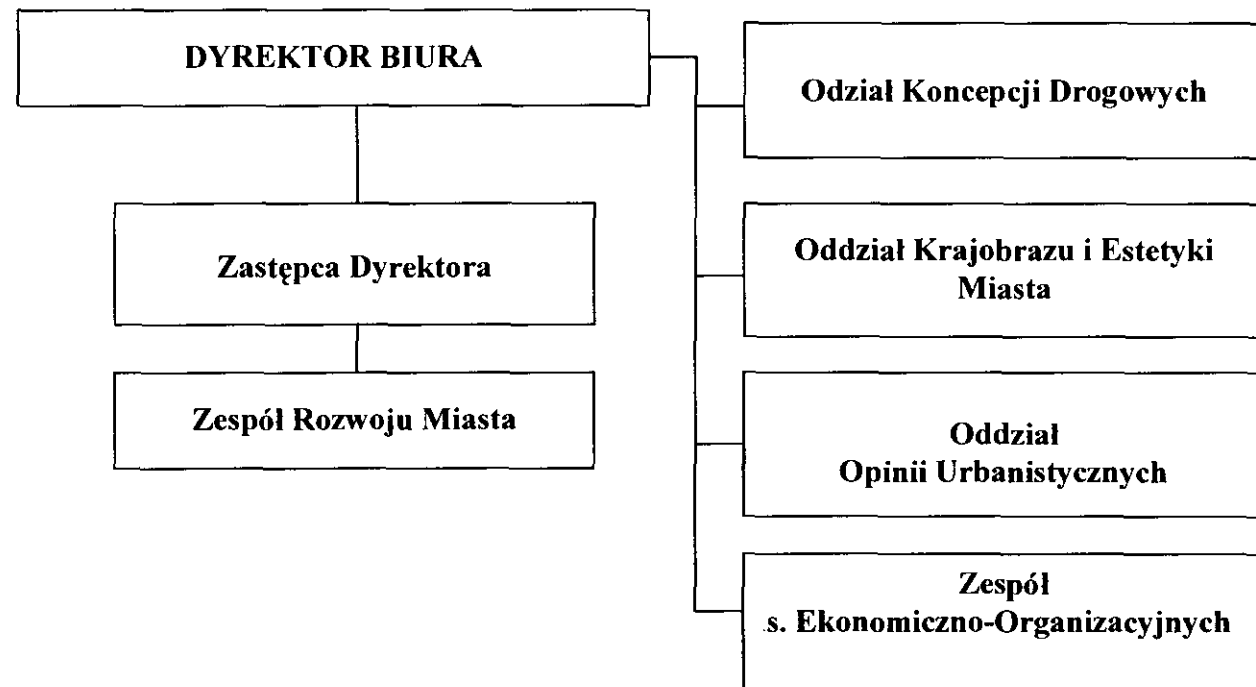 DYREKTOR BIURA
Odział Koncepcji Drogowych
Zastępca Dyrektora
Oddział Krajobrazu i Estetyki
Miasta
Zespół Rozwoju Miasta
Oddział
Opinii Urbanistycznych
Zespół
s. Ekonomiczno-Organizacyjnych